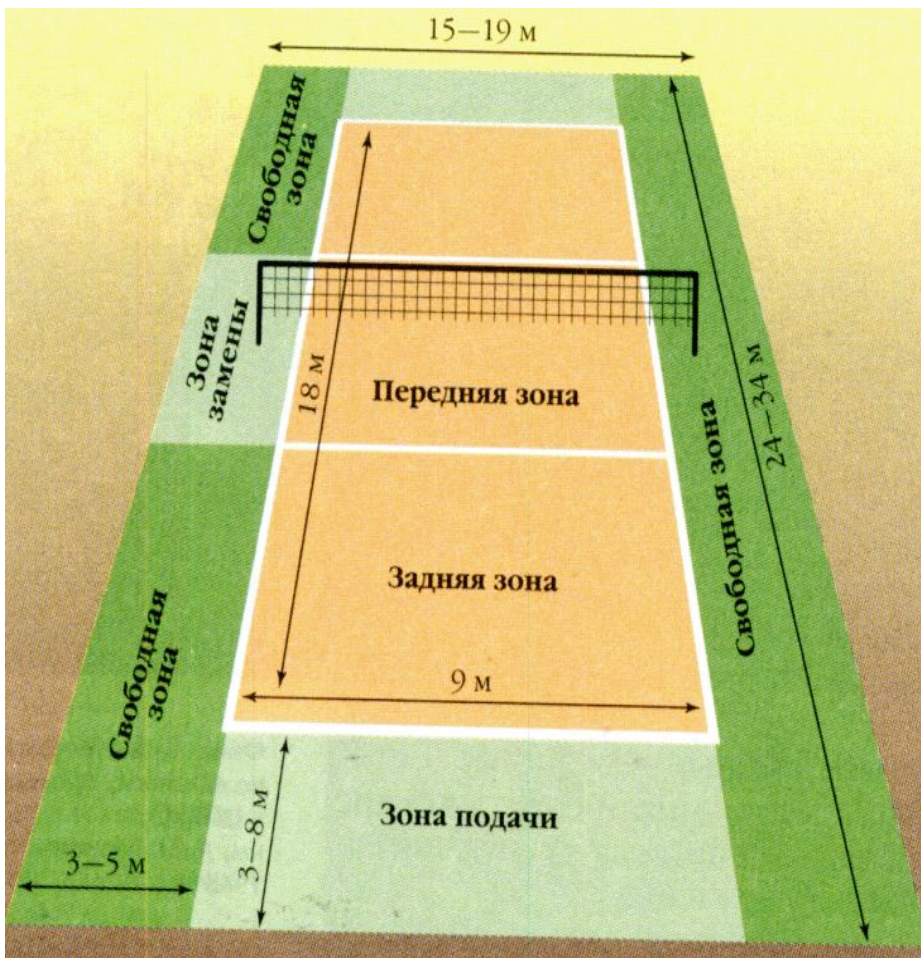 15—19 м
Свободная
зона
Зона
замены
18 м
Передняя зона
24—34 м
Свободная зона
Задняя зона
Свободная
зона
9 м
3—8 м
Зона подачи
3—5 м